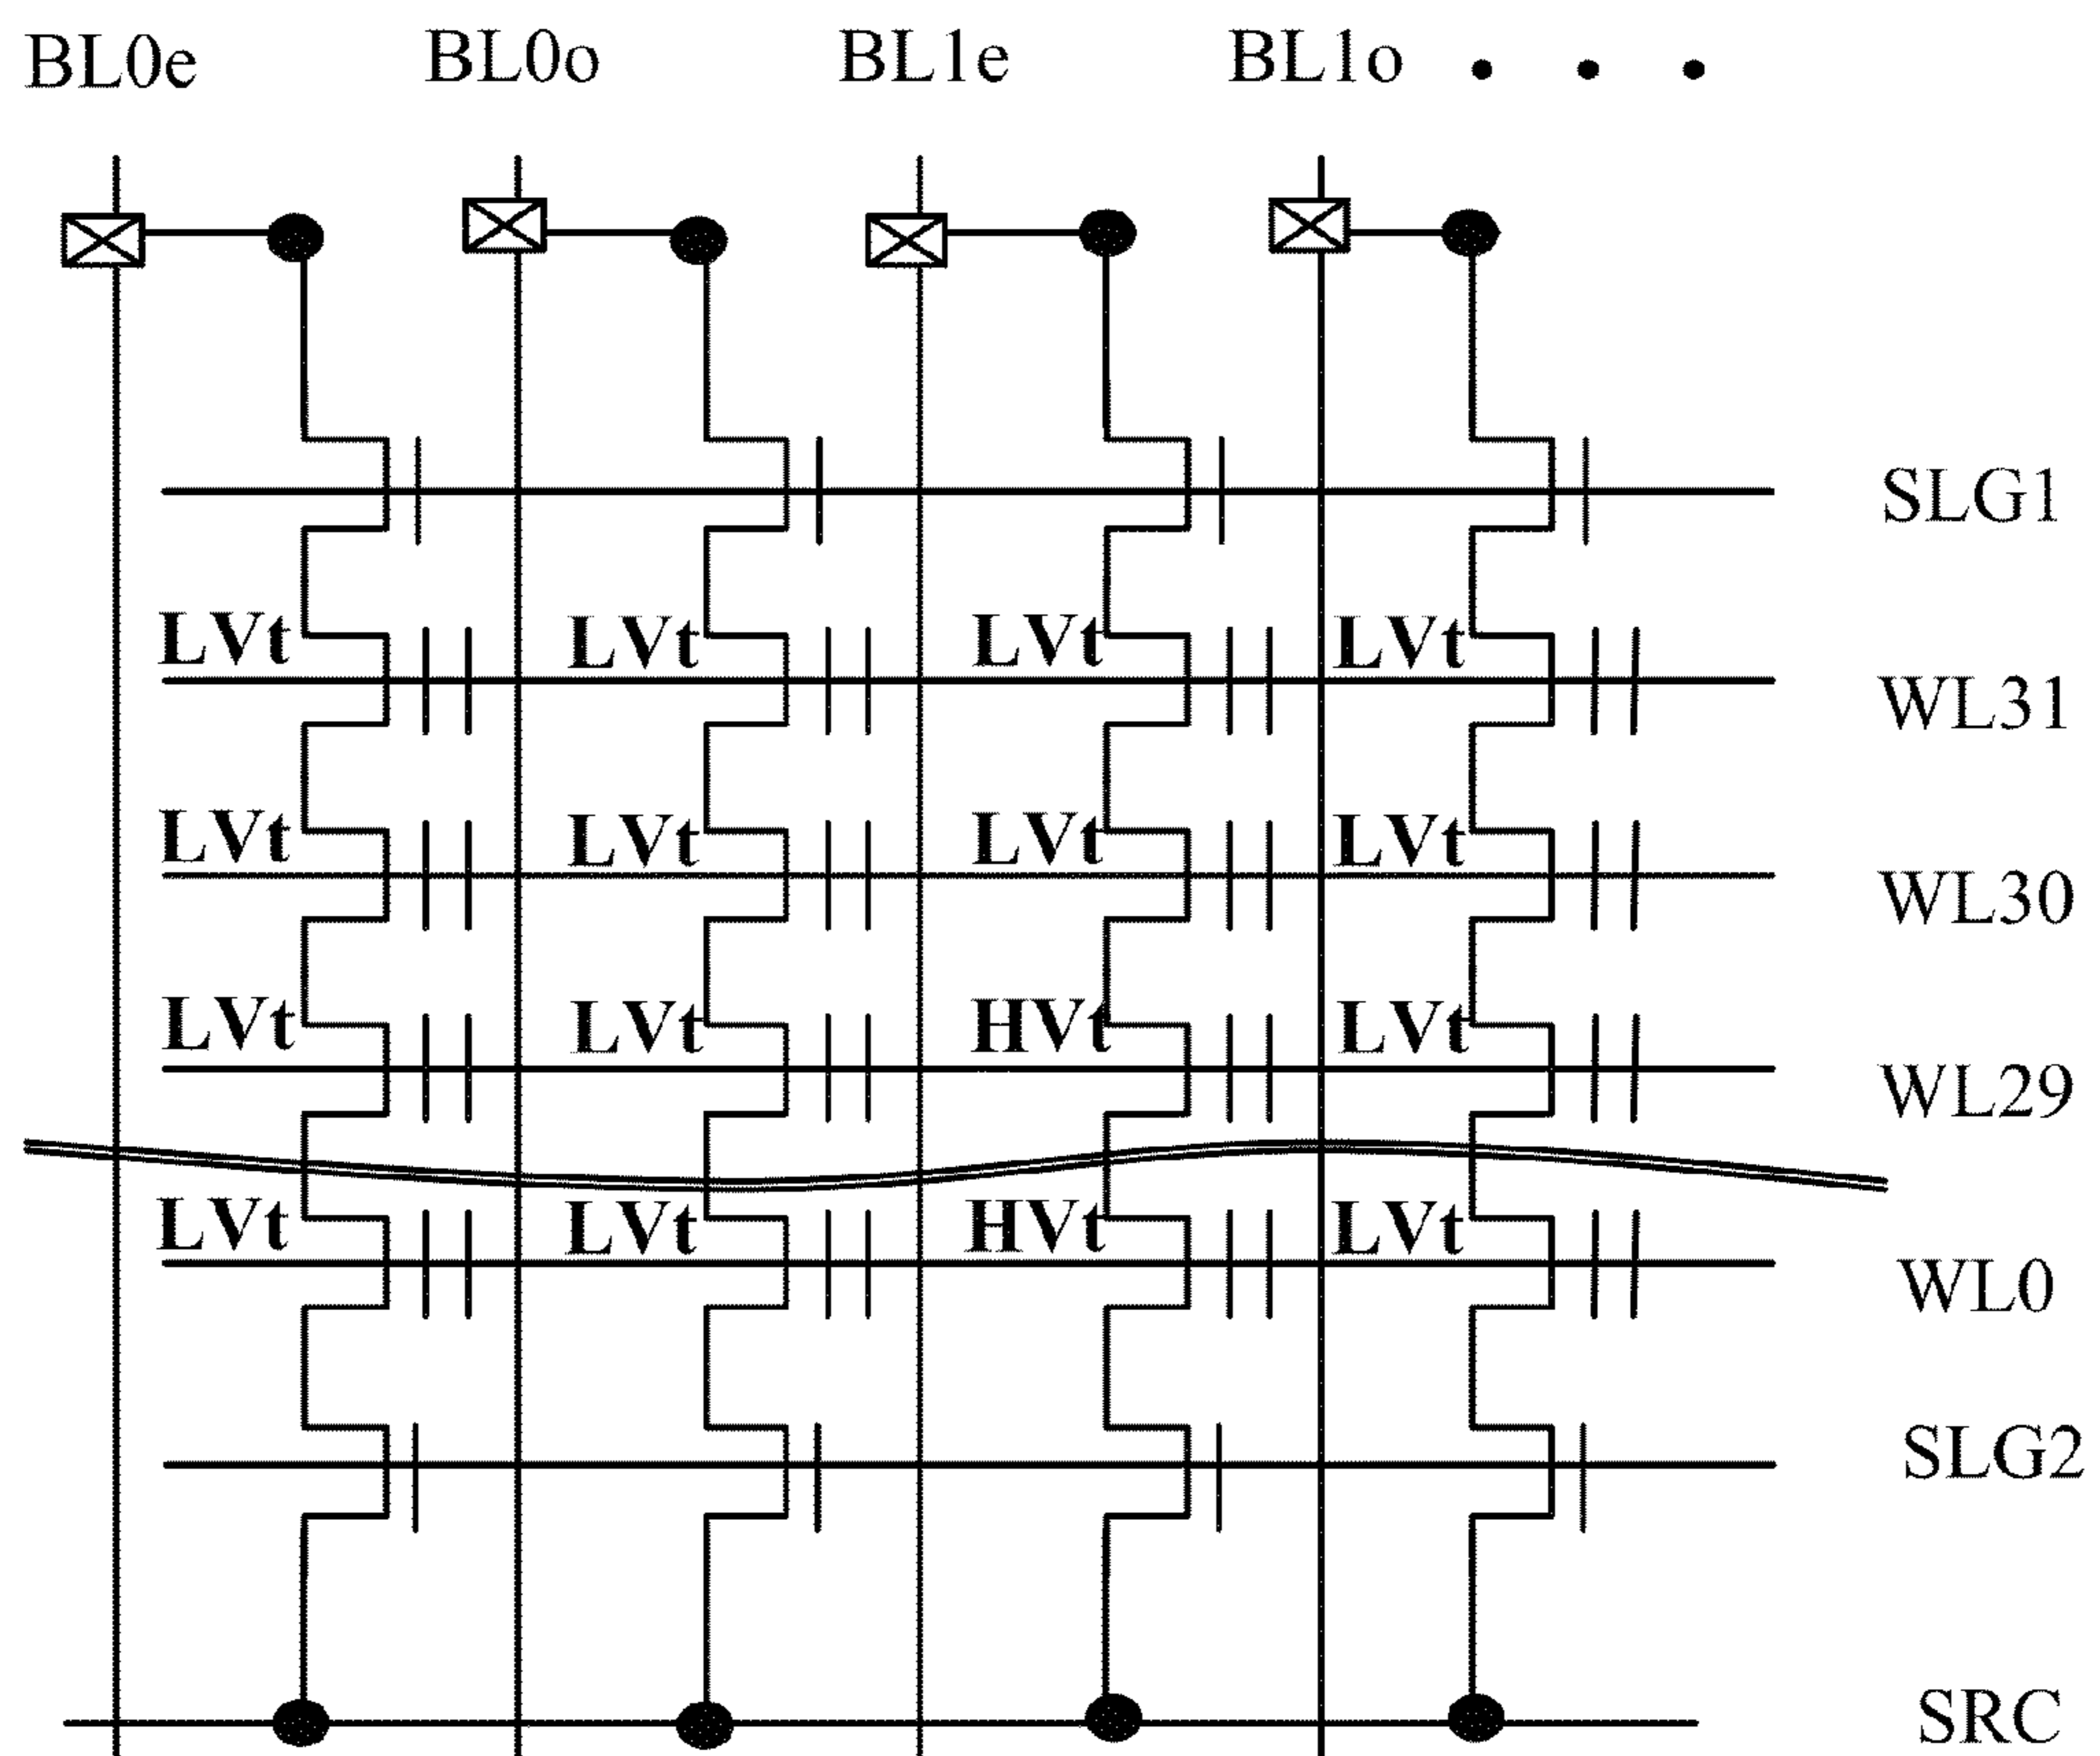 BL0e BL0o BL1e BL1o • • •
SLG1
LVt LVt LVt LVt
WL31
LVt LVt LVt LVt
WL30
LVt LVt HVt LVt
WL29
LVt LVt HVt LVt
WL0
SLG2
SRC